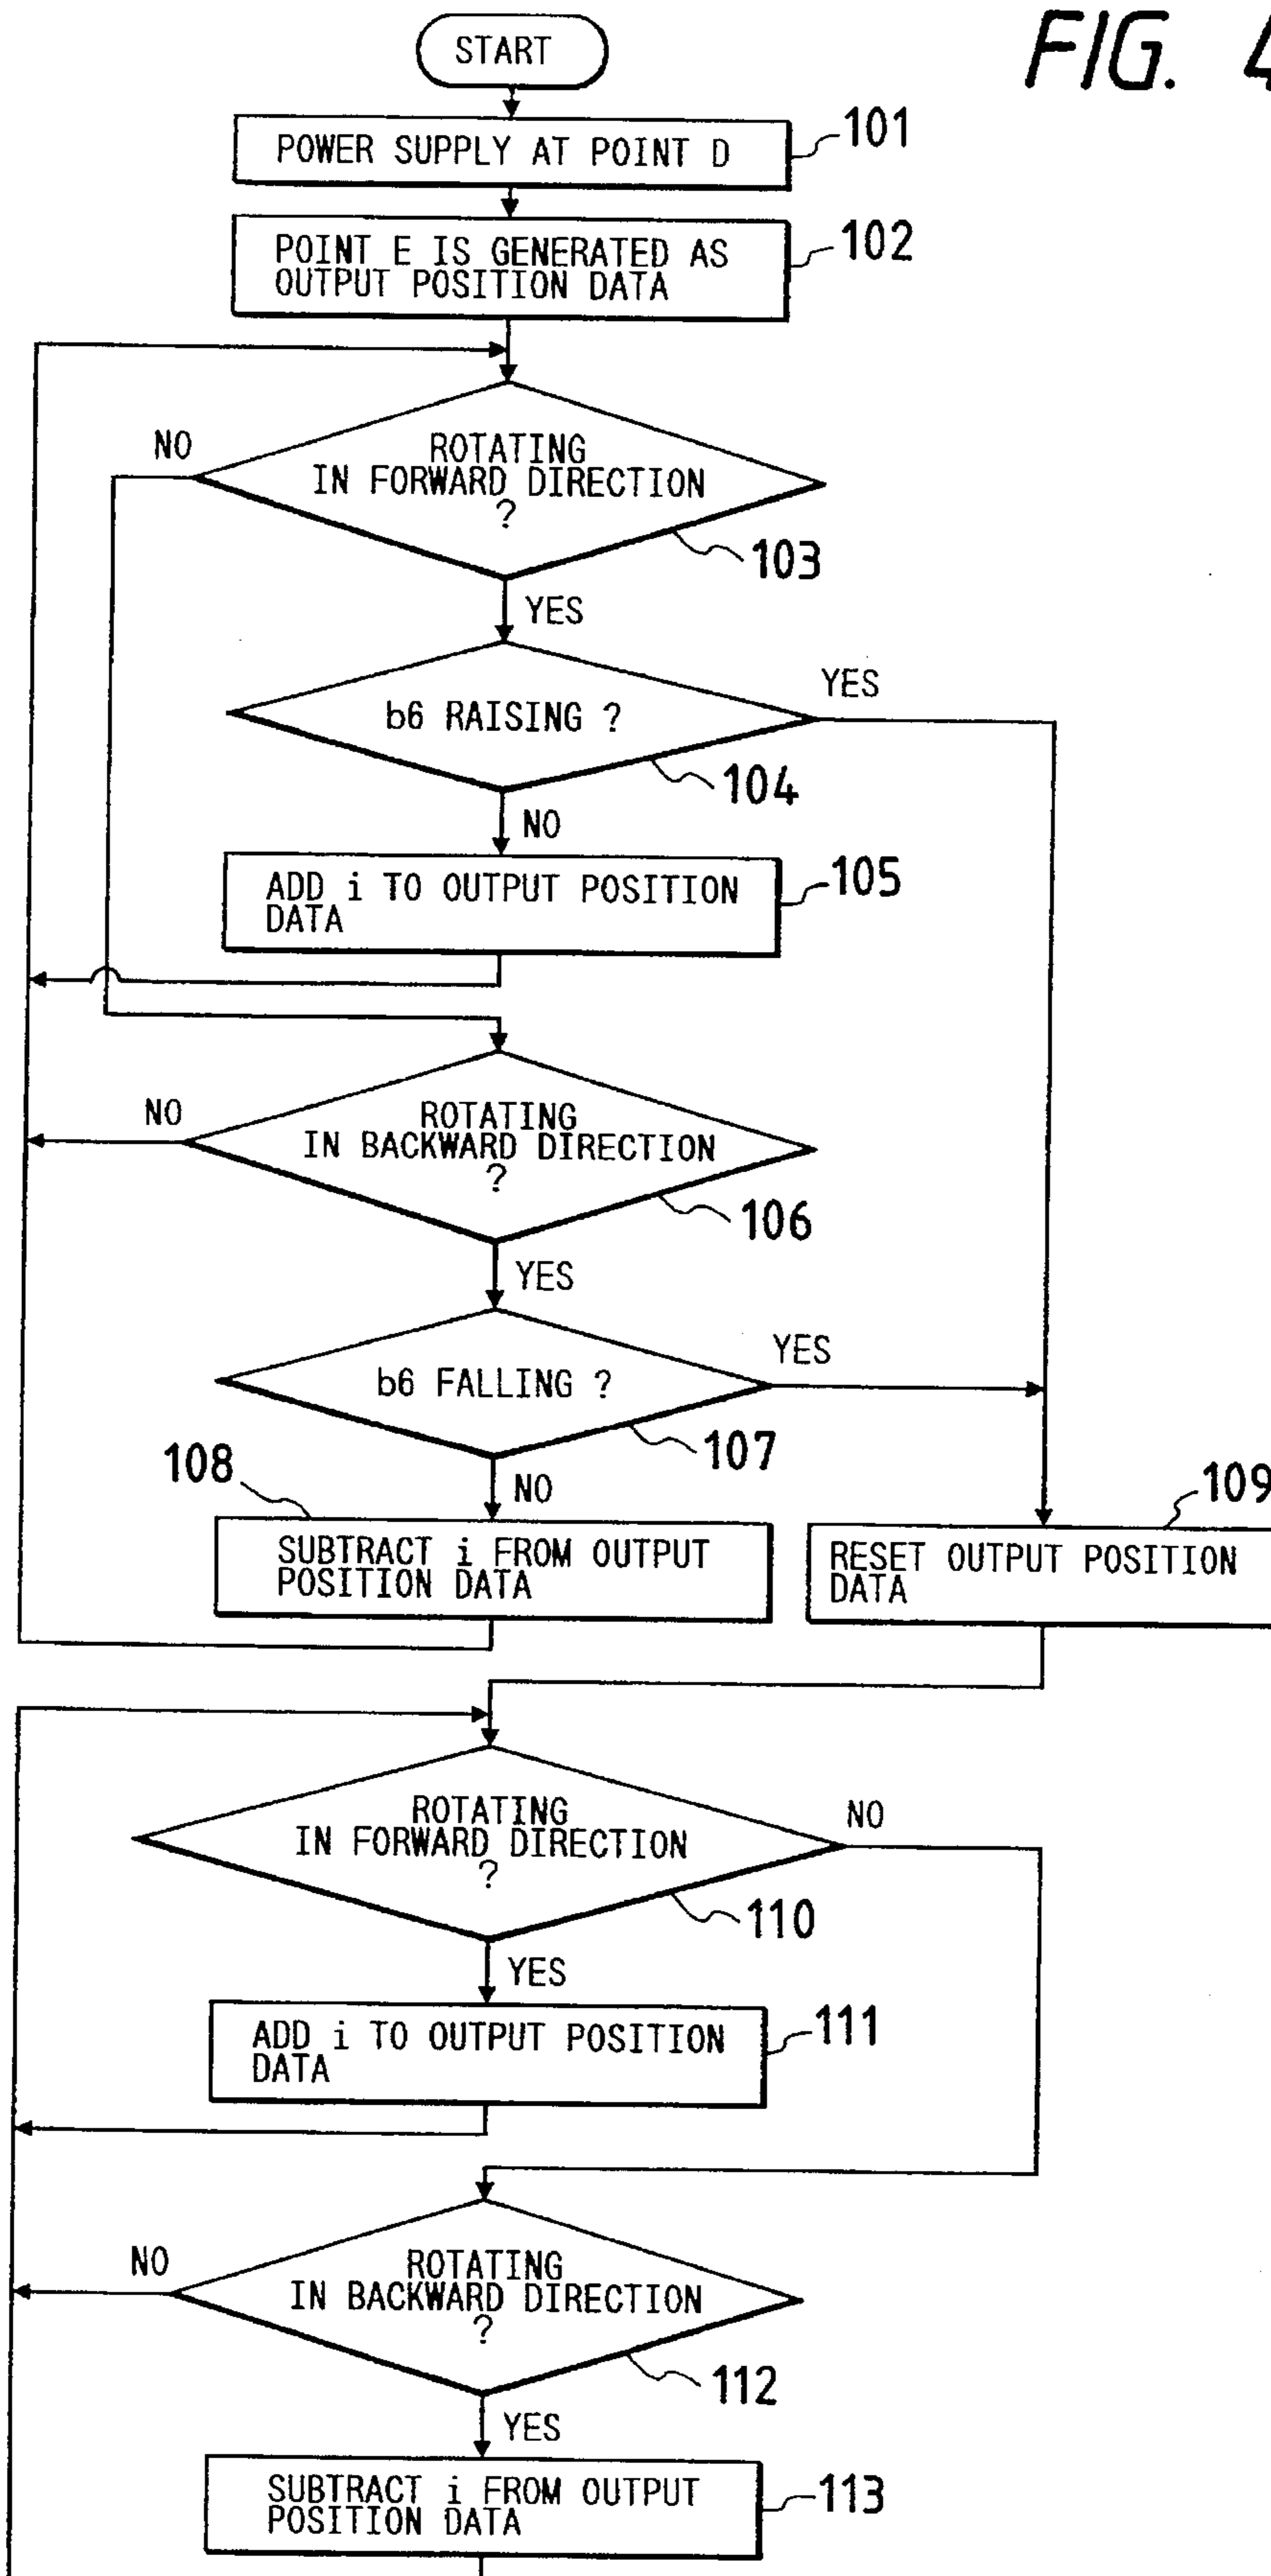 START
FIG. 4
POWER SUPPLY AT POINT D
101
POINT E IS GENERATED AS
OUTPUT POSITION DATA
102
NO
ROTATING
IN FORWARD DIRECTION
?
103
YES
YES
b6 RAISING ?
104
NO
ADD i TO OUTPUT POSITION
DATA
105
NO
ROTATING
IN BACKWARD DIRECTION
?
106
YES
YES
b6 FALLING ?
107
108
NO
109
SUBTRACT i FROM OUTPUT
POSITION DATA
RESET OUTPUT POSITION
DATA
ROTATING
IN FORWARD DIRECTION
?
NO
110
YES
ADD i TO OUTPUT POSITION
DATA
111
NO
ROTATING
IN BACKWARD DIRECTION
?
112
YES
SUBTRACT i FROM OUTPUT
POSITION DATA
113